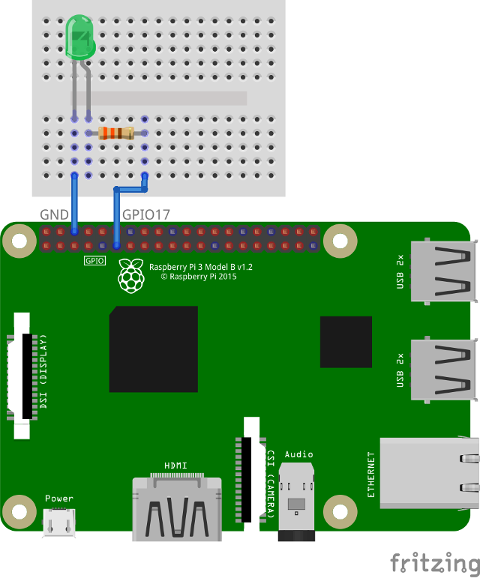 GND GPIO17
GPIO
Raspberry Pi 3 Model B v1.2
© Raspberry Pi 2015
USB 2x
DSI (DISPLAY)
USB 2x
HDMI
CSI (CAMERA)
Audio
ETHERNET
Power
fritzing